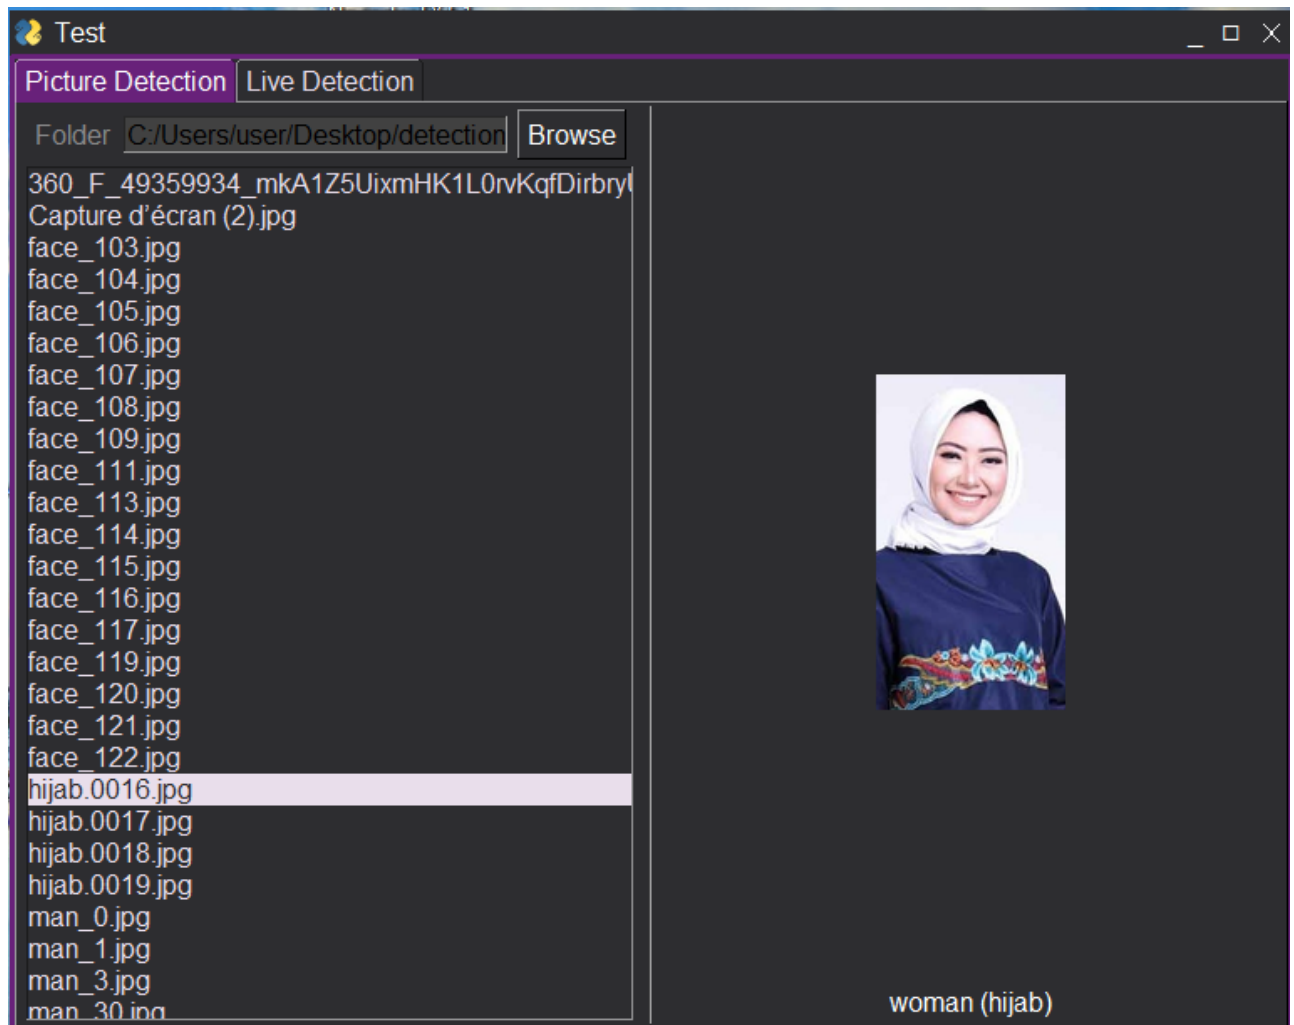 Test
Picture Detection
Live Detection
Folder
C:/Users/user/Desktop/detection
Browse
Capture d’écran (2).jpg
face_103.jpg
face_104.jpg
face_105.jpg
face_106.jpg
face_107.jpg
face_108.jpg
face_109.jpg
face_111.jpg
face_113.jpg
face_114.jpg
face_115.jpg
face_116.jpg
face_117.jpg
face_119.jpg
face_120.jpg
face_121.jpg
face_122.jpg
hijab.0016.jpg
hijab.0017.jpg
hijab.0018.jpg
hijab.0019.jpg
man_0.jpg
man_1.jpg
man_3.jpg
man_30.jpg
woman (hijab)